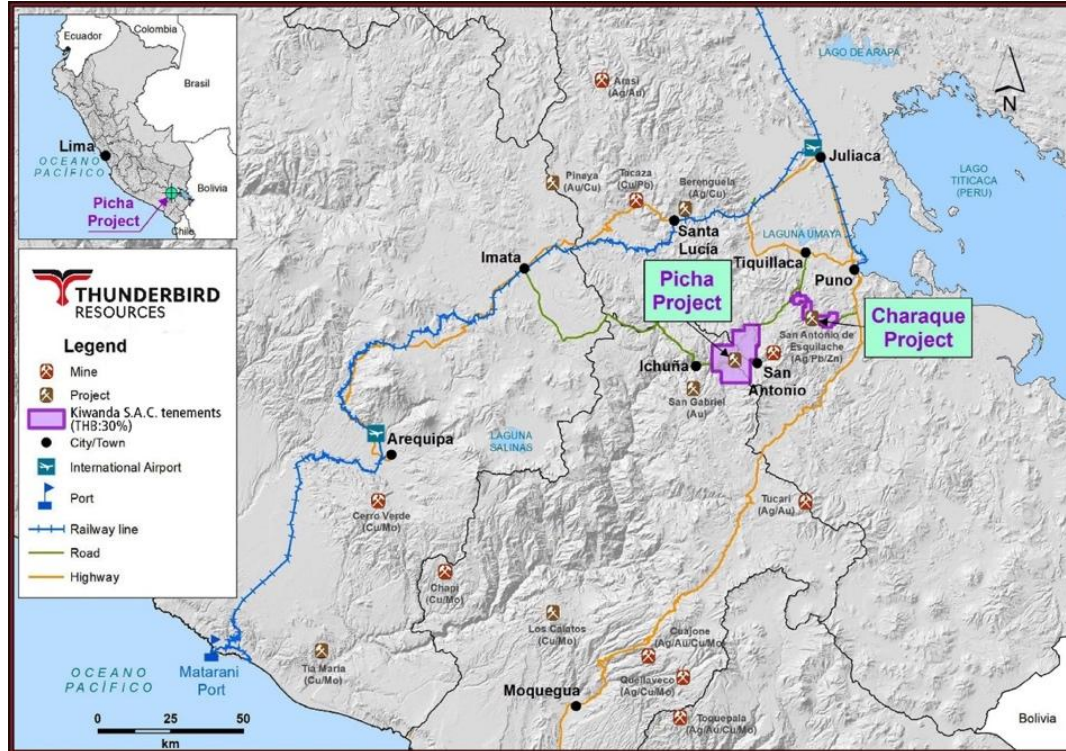 Ecuador
Colombia
Brasil
Lima
OCEANO
PACÍFICO
Bolivia
Picha
Project
Chile
THUNDERBIRD
RESOURCES
Legend
Mine
Project
Kiwanda S.A.C. tenements
(THB:30%)
City/Town
International Airport
Port
Railway line
Road
Highway
LAGO DE ARAPA
N
Arasi
(Ag/Au)
Juliaca
Pinaya
(Au/Cu)
Tacaza
(Cu/Pb)
Berenguela
(Ag/Cu)
LAGO
TITICACA
(PERU)
Santa
Lucía
LAGUNA UMAYA
Imata
Tiquillaca
Puno
Picha
Project
Charaque
Project
San Antonio de
Esquilache
(Ag/Pb/Zn)
Ichuña
San
Antonio
San Gabriel
(Au)
Arequipa
LAGUNA
SALINAS
Cerro Verde
(Cu/Mo)
Tucari
(Ag/Au)
Chapi
(Cu/Mo)
Los Calatos
(Cu/Mo)
Cuajone
(Ag/Au/Cu/Mo)
Tia Maria
(Cu/Mo)
Quellaveco
(Ag/Cu/Mo)
OCEANO
PACÍFICO
Matarani
Port
Moquegua
Toquepala
(Ag/Au/Cu/Mo)
Bolivia
0 25 50
km